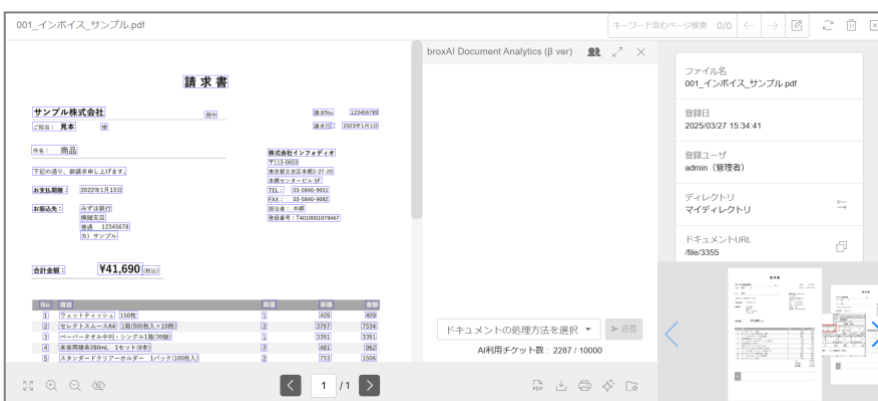 001_インボイス_サンプル.pdf
キーワード含むページ検索 0/0
請求書
サンプル株式会社 御中
請求No. 123456789
ご担当: 見本 様
請求日: 2023年1月1日
件名: 商品
下記の通り、御請求申し上げます。
お支払期限: 2022年1月13日
お振込先: みずほ銀行
模擬支店
普通 12345678
カ）サンプル
株式会社インフォディオ
〒113-0033
東京都文京区本郷2-27-20
本郷センタービル 5F
TEL: 03-5840-9051
FAX: 03-5840-9082
担当者: 本郷
登録番号: T4010001079467
合計金額: ¥41,690 (税込)
No. 項目 数量 単価 金額
1 ウェットティッシュ 150枚 409 409
2 セレクトスムースA4 1箱(500枚入×10冊) 2 3767 7534
3 ペーパータオル中判・シングル1箱(30個) 1 3391 3391
4 来客用緑茶280mL 1セット(6本) 2 481 962
5 スタンダードクリアーホルダー 1パック(100枚入) 2 753 1506
1 /1
broxAI Document Analytics (β ver)
ドキュメントの処理方法を選択
送信
AI利用チケット数: 2287 / 10000
ファイル名
001_インボイス_サンプル.pdf
登録日
2025/03/27 15:34:41
登録ユーザ
admin（管理者）
ディレクトリ
マイディレクトリ
ドキュメントURL
/file/3355
PDF